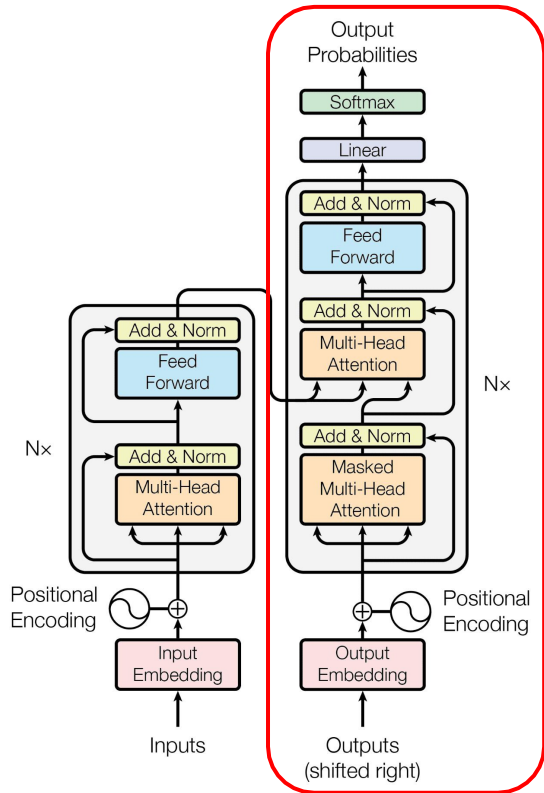 Output
Probabilities
Softmax
Linear
Add & Norm
Feed
Forward
Add & Norm
Multi-Head
Attention
Add & Norm
Masked
Multi-Head
Attention
N×
Positional
Encoding
Output
Embedding
Outputs
(shifted right)
Add & Norm
Feed
Forward
Add & Norm
Multi-Head
Attention
N×
Positional
Encoding
Input
Embedding
Inputs